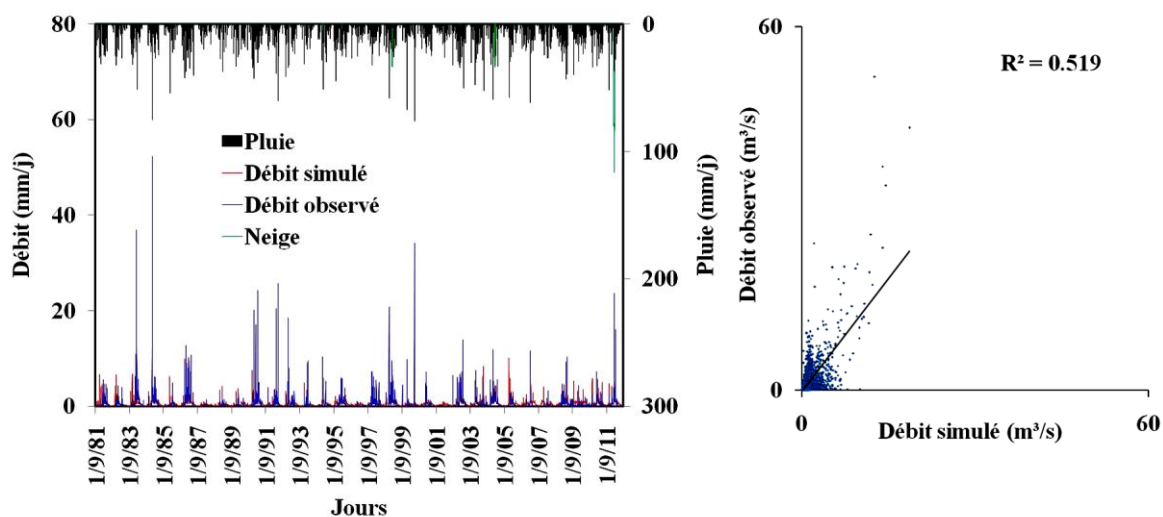 80
60
40
20
0
Débit (mm/j)
0
100
200
300
Pluie (mm/j)
Pluie
Débit simulé
Débit observé
Neige
1/9/81
1/9/83
1/9/85
1/9/87
1/9/89
1/9/91
1/9/93
1/9/95
1/9/97
1/9/99
1/9/01
1/9/03
1/9/05
1/9/07
1/9/09
1/9/11
Jours
60
R² = 0.519
Débit observé (m³/s)
0
0
60
Débit simulé (m³/s)